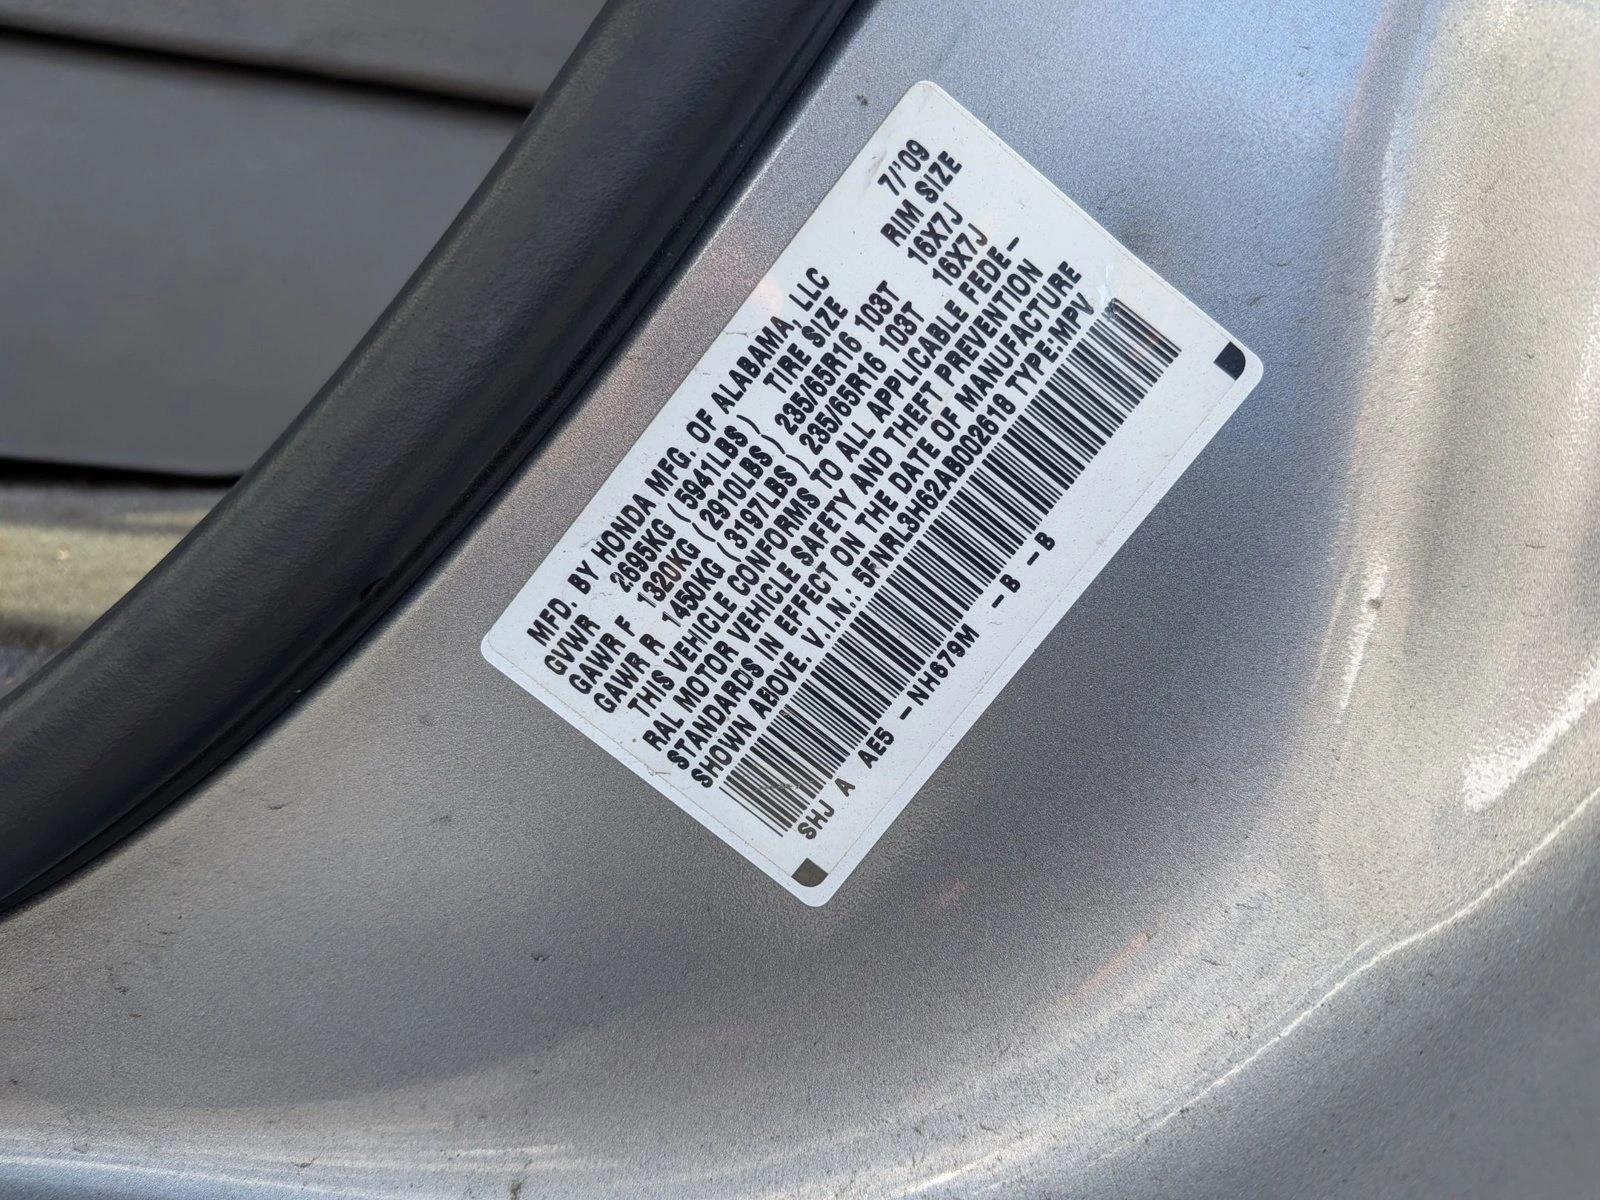 MFD. BY HONDA MFG. OF ALABAMA, LLC 7/'09
GVWR 2695KG (5941LBS) TIRE SIZE RIM SIZE
GAWR F 1320KG (2910LBS) 235/65R16 103T 16X7J
GAWR R 1450KG (3197LBS) 235/65R16 103T 16X7J
THIS VEHICLE CONFORMS TO ALL APPLICABLE FEDE-
RAL MOTOR VEHICLE SAFETY AND THEFT PREVENTION
STANDARDS IN EFFECT ON THE DATE OF MANUFACTURE
SHOWN ABOVE. V.I.N.: 5FNRL3H62AB002618 TYPE:MPV
SHJ A AE5 -NH679M -B -B